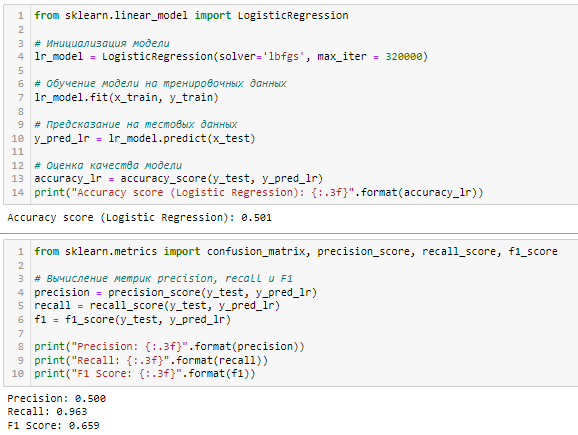 1 from sklearn.linear_model import LogisticRegression
2
3 # Инициализация модели
4 lr_model = LogisticRegression(solver='lbfgs', max_iter = 320000)
5
6 # Обучение модели на тренировочных данных
7 lr_model.fit(x_train, y_train)
8
9 # Предсказание на тестовых данных
10 y_pred_lr = lr_model.predict(x_test)
11
12 # Оценка качества модели
13 accuracy_lr = accuracy_score(y_test, y_pred_lr)
14 print("Accuracy score (Logistic Regression): {:.3f}".format(accuracy_lr))
Accuracy score (Logistic Regression): 0.501
1 from sklearn.metrics import confusion_matrix, precision_score, recall_score, f1_score
2
3 # Вычисление метрик precision, recall и F1
4 precision = precision_score(y_test, y_pred_lr)
5 recall = recall_score(y_test, y_pred_lr)
6 f1 = f1_score(y_test, y_pred_lr)
7
8 print("Precision: {:.3f}".format(precision))
9 print("Recall: {:.3f}".format(recall))
10 print("F1 Score: {:.3f}".format(f1))
Precision: 0.500
Recall: 0.963
F1 Score: 0.659